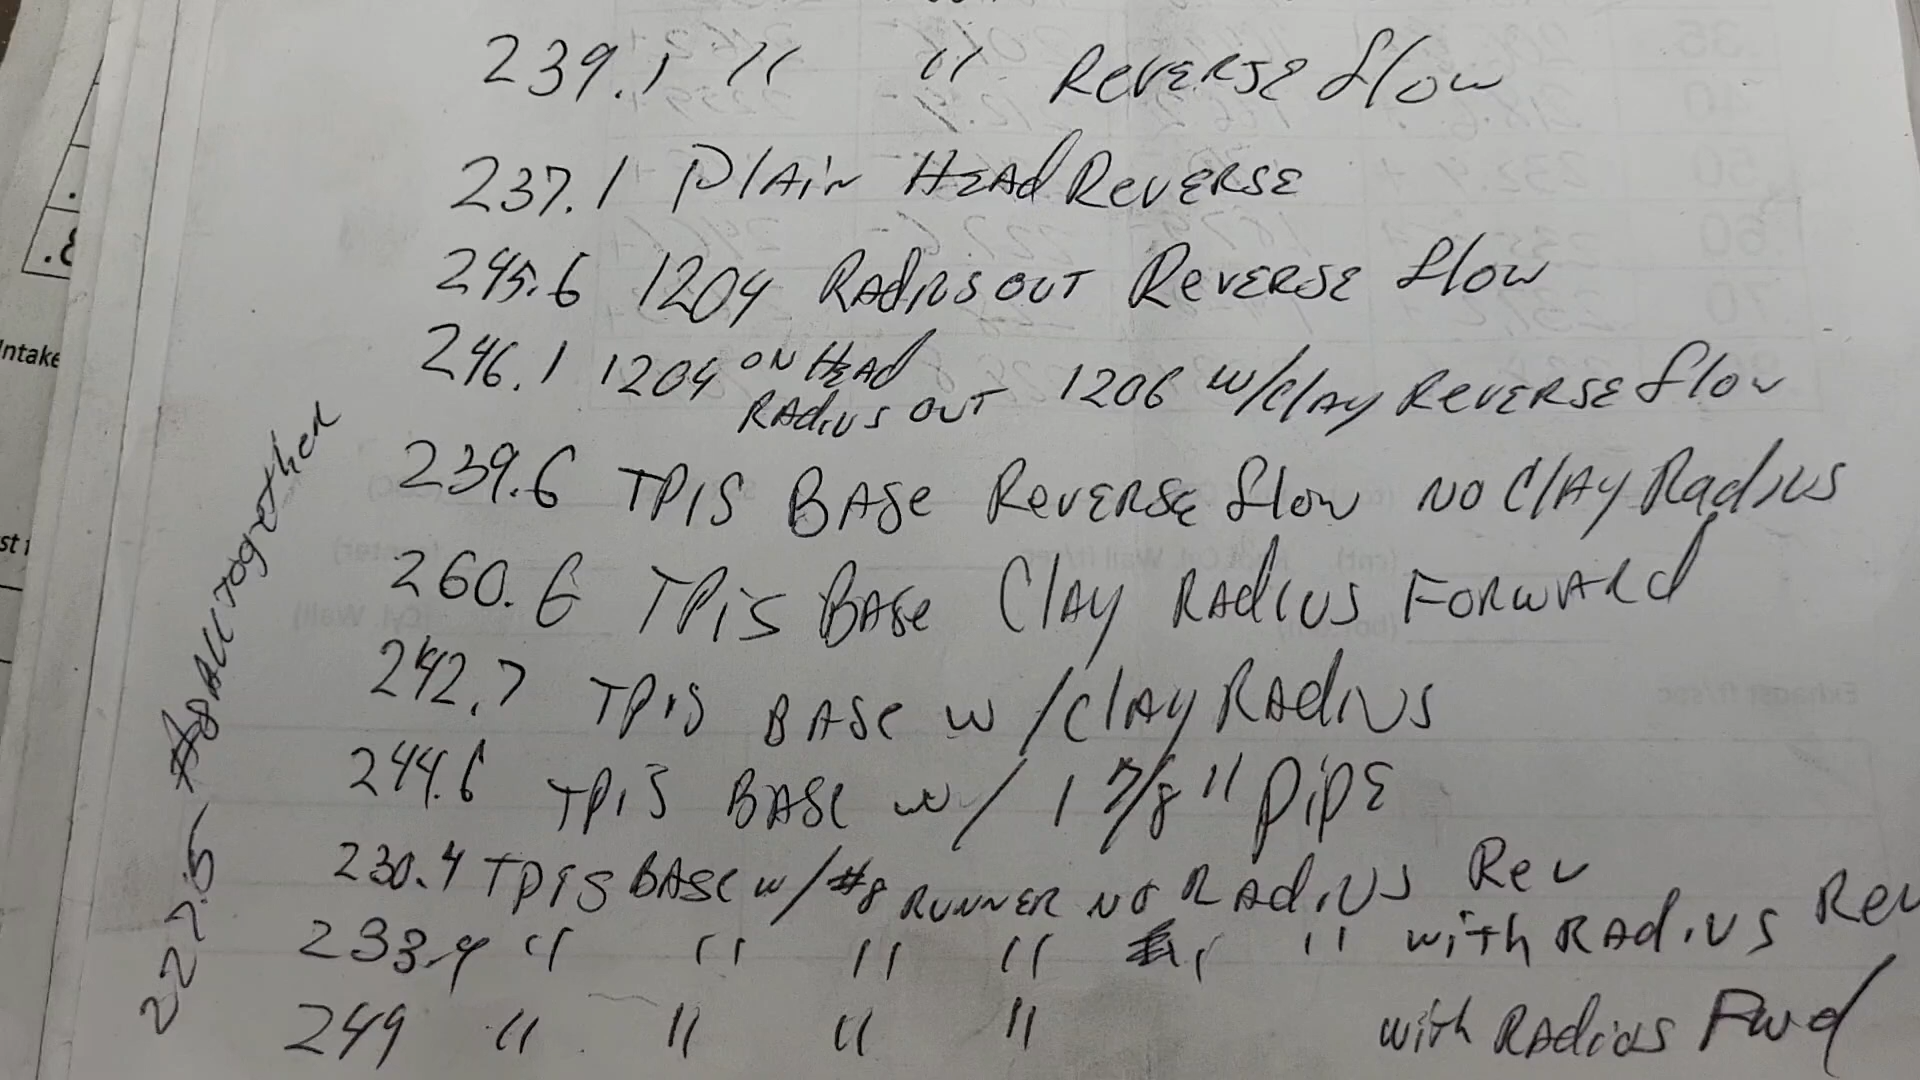 239.1 " " Reverse flow
237.1 Plain Head Reverse
245.6 1204 Radius out Reverse flow
246.1 1204 on Head Radius out 1206 w/clay Reverse flow
239.6 TPIS Base Reverse flow no clay Radius
260.6 TPiS Base Clay Radius Forward
242.7 TPiS Base w/clay Radius
244.6 TPiS Base w/ 1 7/8" pipe
230.4 TPiS Base w/ #8 Runner no Radius Rev
233.4 " " " " " with Radius Rev
249 " " " " with Radius Fwd
227.5 #8 All together
Intake